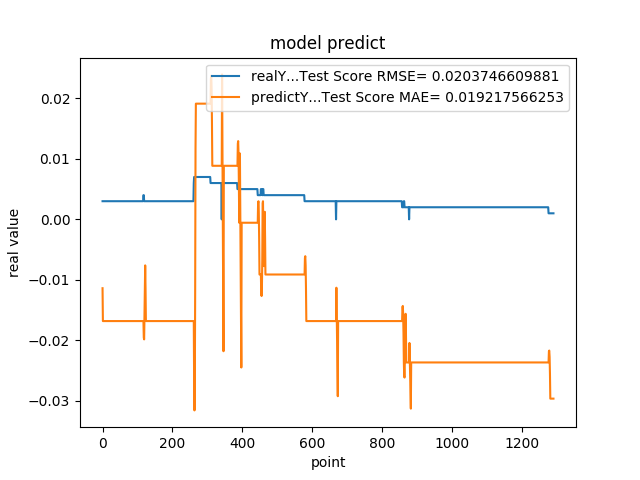 model predict
realY...Test Score RMSE= 0.0203746609881
predictY...Test Score MAE= 0.019217566253
0.02
0.01
0.00
−0.01
−0.02
−0.03
real value
0 200 400 600 800 1000 1200
point